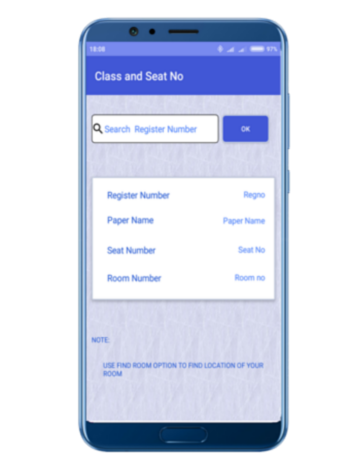 18:08 97%
Class and Seat No
Search Register Number OK
Register Number Regno
Paper Name Paper Name
Seat Number Seat No
Room Number Room no
NOTE:
USE FIND ROOM OPTION TO FIND LOCATION OF YOUR
ROOM